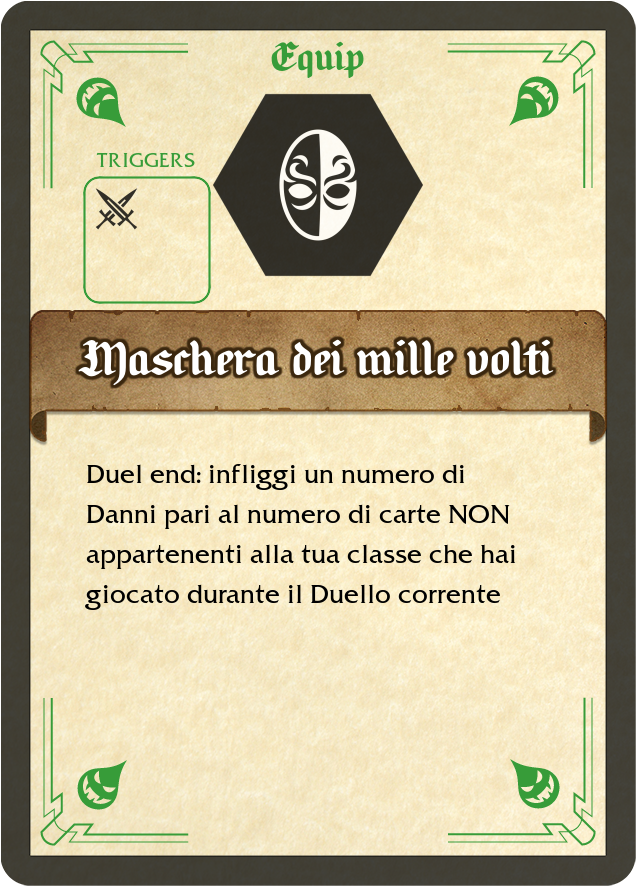 Equip
TRIGGERS
Maschera dei mille volti
Duel end: infliggi un numero di
Danni pari al numero di carte NON
appartenenti alla tua classe che hai
giocato durante il Duello corrente